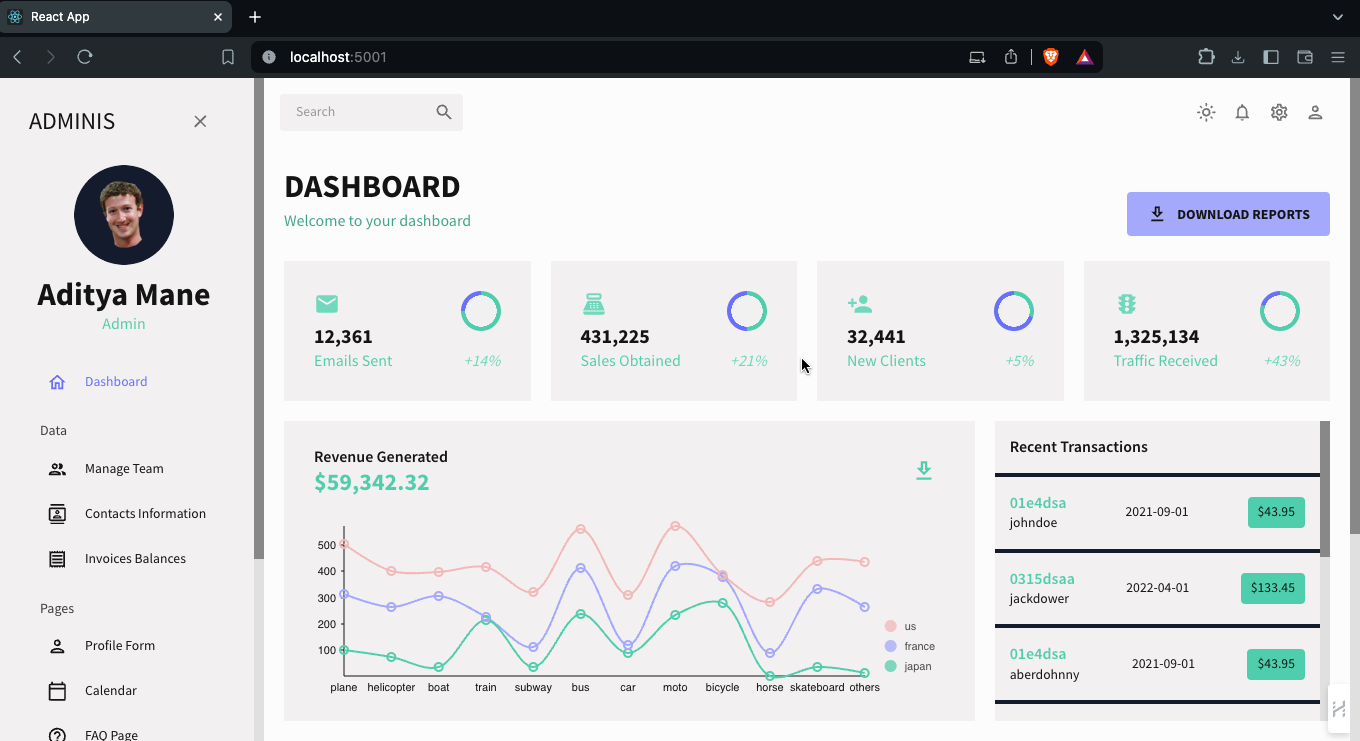 React App
localhost:5001
ADMINIS
Aditya Mane
Admin
Dashboard
Data
Manage Team
Contacts Information
Invoices Balances
Pages
Profile Form
Calendar
FAQ Page
Search
DASHBOARD
Welcome to your dashboard
DOWNLOAD REPORTS
12,361
Emails Sent +14%
431,225
Sales Obtained +21%
32,441
New Clients +5%
1,325,134
Traffic Received +43%
Revenue Generated
$59,342.32
500
400
300
200
100
plane helicopter boat train subway bus car moto bicycle horse skateboard others
us
france
japan
Recent Transactions
01e4dsa
johndoe
2021-09-01
$43.95
0315dsaa
jackdower
2022-04-01
$133.45
01e4dsa
aberdohnny
2021-09-01
$43.95